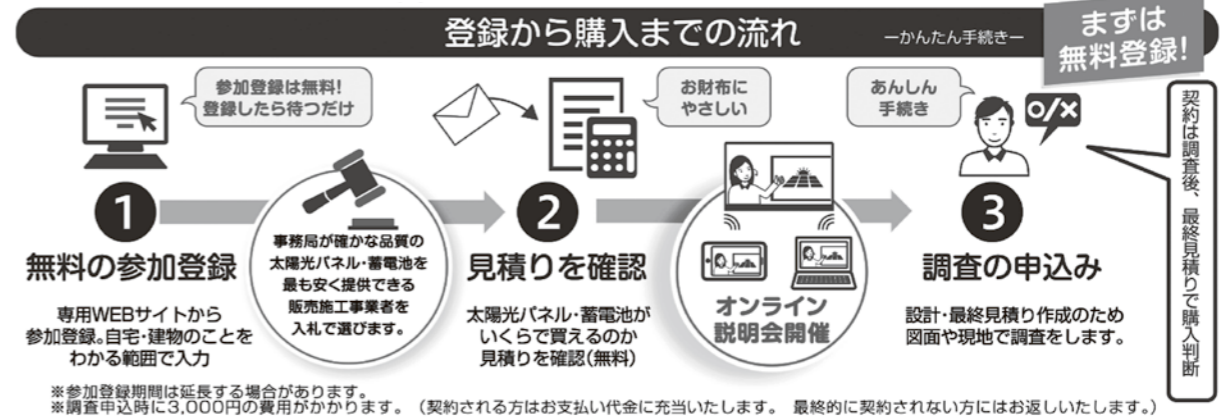 登録から購入までの流れ
ーかんたん手続きー
まずは
無料登録!
参加登録は無料!
登録したら待つだけ
お財布に
やさしい
あんしん
手続き
o/×
1
無料の参加登録
専用WEBサイトから
参加登録。自宅・建物のことを
わかる範囲で入力
事務局が確かな品質の
太陽光パネル・蓄電池を
最も安く提供できる
販売施工事業者を
入札で選びます。
2
見積りを確認
太陽光パネル・蓄電池が
いくらで買えるのか
見積りを確認(無料)
オンライン
説明会開催
3
調査の申込み
設計・最終見積り作成のため
図面や現地で調査をします。
契約は調査後、最終見積りで購入判断
※参加登録期間は延長する場合があります。
※調査申込時に3,000円の費用がかかります。（契約される方はお支払い代金に充当いたします。 最終的に契約されない方にはお返しいたします。）